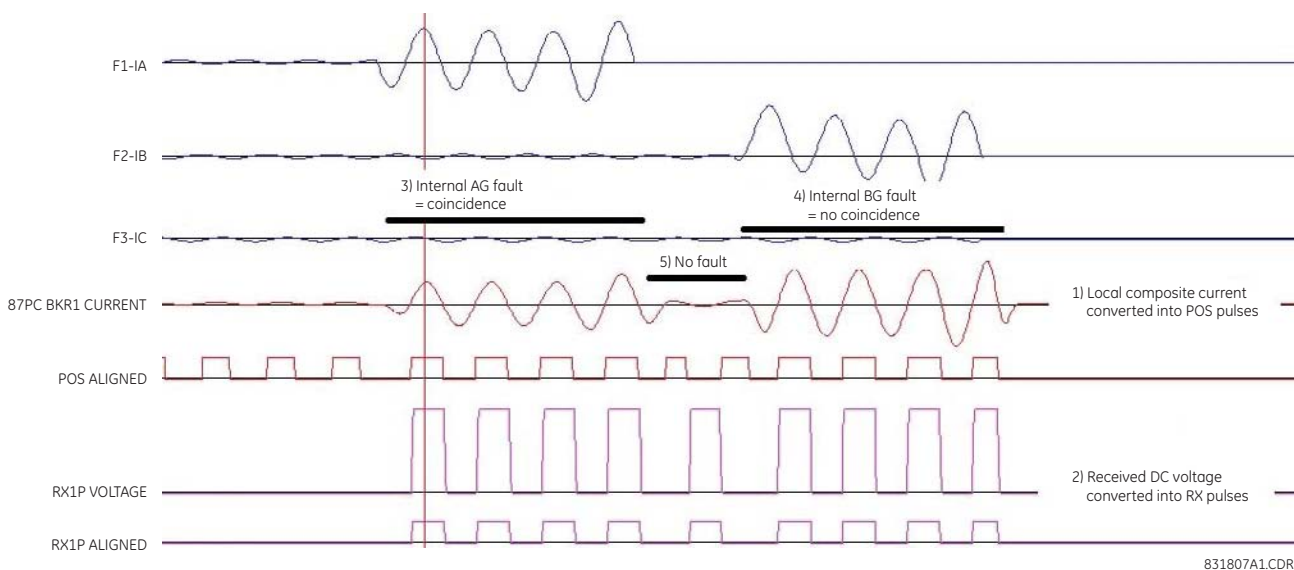 F1-IA
F2-IB
3) Internal AG fault
= coincidence
4) Internal BG fault
= no coincidence
F3-IC
5) No fault
87PC BKR1 CURRENT
1) Local composite current
converted into POS pulses
POS ALIGNED
RX1P VOLTAGE
2) Received DC voltage
converted into RX pulses
RX1P ALIGNED
831807A1.CDR